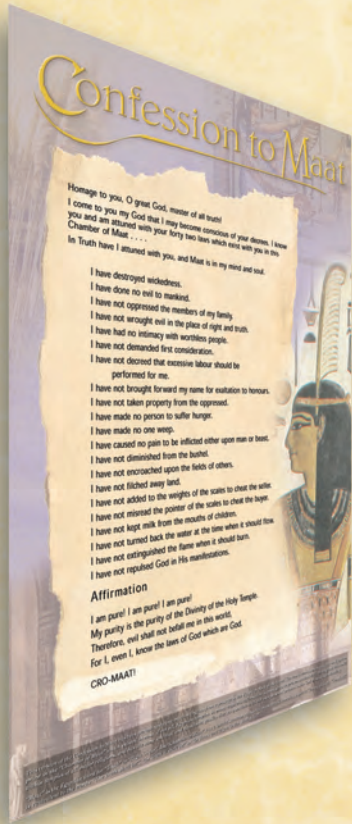 Confession to Maat
Homage to you, O great God, master of all truth!
I come to you my God that I may become conscious of your decrees. I know
you and am attuned with your forty two laws which exist with you in this
Chamber of Maat . . . .
In Truth have I attuned with you, and Maat is in my mind and soul.
I have destroyed wickedness.
I have done no evil to mankind.
I have not oppressed the members of my family.
I have not wrought evil in the place of right and truth.
I have had no intimacy with worthless people.
I have not demanded first consideration.
I have not decreed that excessive labour should be
performed for me.
I have not brought forward my name for exaltation to honours.
I have not taken property from the oppressed.
I have made no person to suffer hunger.
I have made no one weep.
I have caused no pain to be inflicted either upon man or beast.
I have not diminished from the bushel.
I have not encroached upon the fields of others.
I have not filched away land.
I have not added to the weights of the scales to cheat the seller.
I have not misread the pointer of the scales to cheat the buyer.
I have not kept milk from the mouths of children.
I have not turned back the water at the time when it should flow.
I have not extinguished the flame when it should burn.
I have not repulsed God in His manifestations.
Affirmation
I am pure! I am pure! I am pure!
My purity is the purity of the Divinity of the Holy Temple.
Therefore, evil shall not befall me in this world,
For I, even I, know the laws of God which are God.
CRO-MAAT!